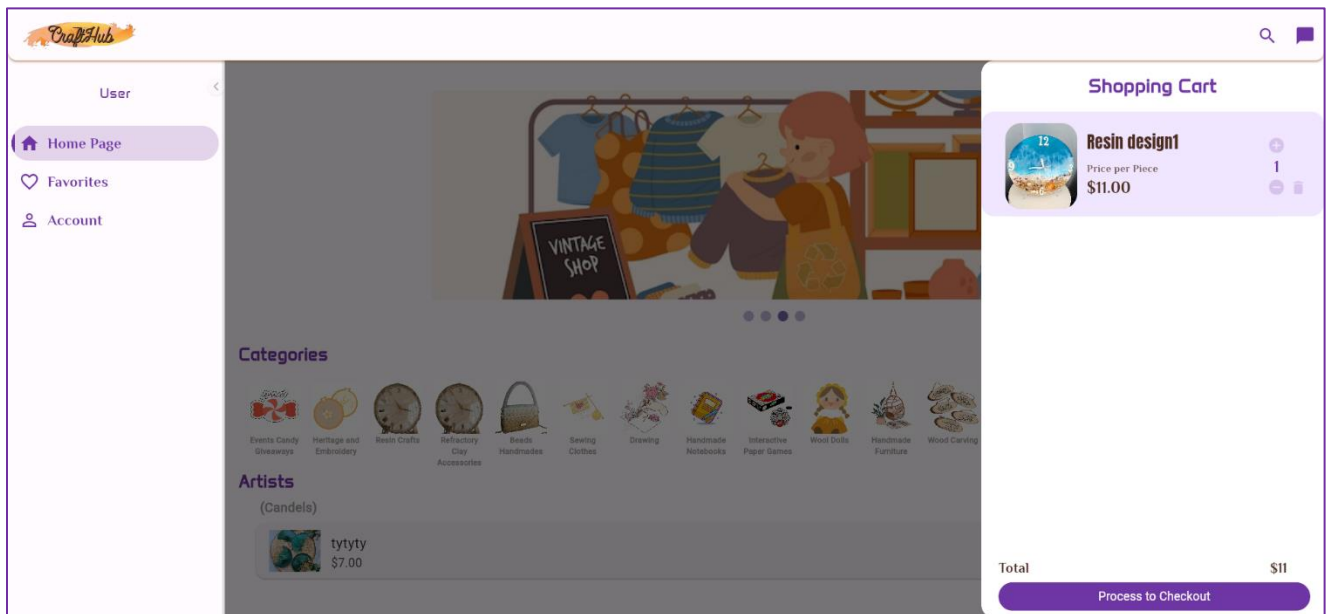 CraftHub
User
Home Page
Favorites
Account
VINTAGE
SHOP
Categories
Events Candy
Giveaways
Heritage and
Embroidery
Resin Crafts
Refractory
Clay
Accessories
Beads
Handmades
Sewing
Clothes
Drawing
Handmade
Notebooks
Interactive
Paper Games
Wool Dolls
Handmade
Furniture
Wood Carving
Artists
(Candels)
tytyty
$7.00
Shopping Cart
12
9
Resin design1
Price per Piece
$11.00
1
Total $11
Process to Checkout